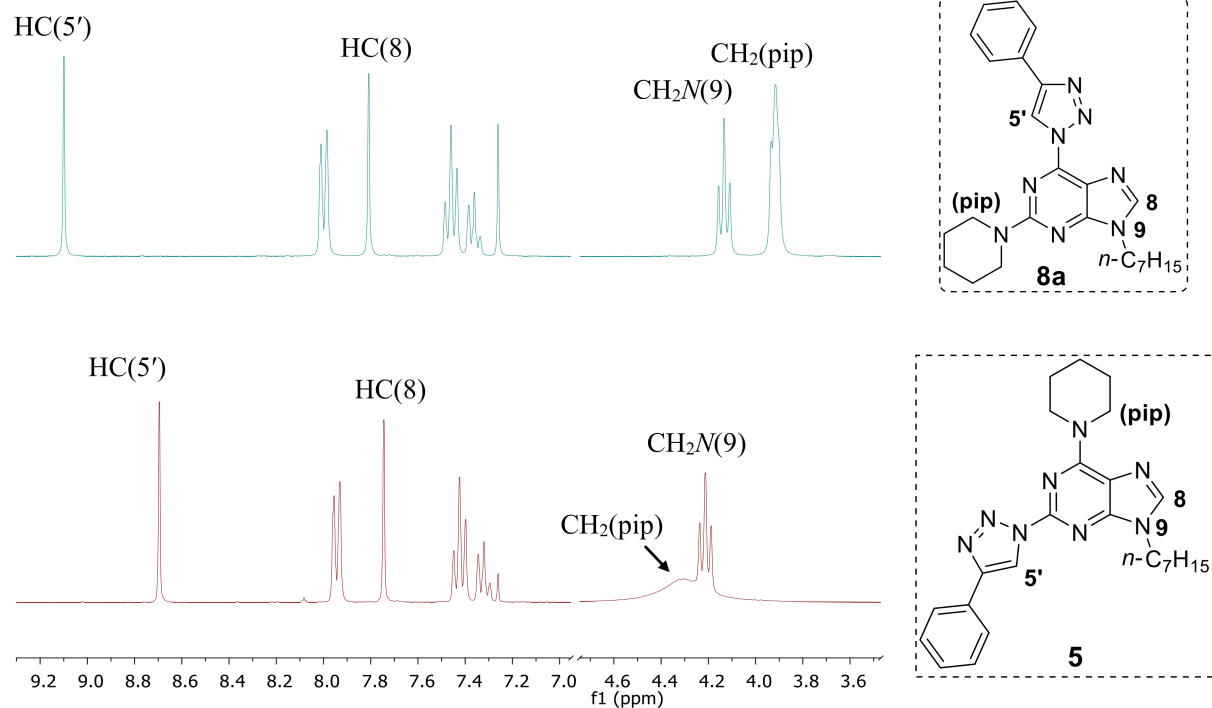 HC(5′)
HC(8)
CH₂N(9)
CH₂(pip)
N
N
5'
N
N
N
8
(pip)
N
N
N
9
n-C₇H₁₅
8a
HC(5′)
HC(8)
CH₂N(9)
CH₂(pip)
(pip)
N
N
N
8
N
N
N
N
N
9
N
5'
n-C₇H₁₅
5
9.2 9.0 8.8 8.6 8.4 8.2 8.0 7.8 7.6 7.4 7.2 7.0 4.4 4.2 4.0 3.8 3.6
f1 (ppm)